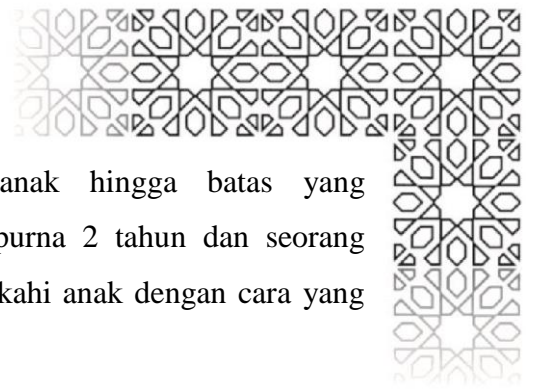 anak hingga batas yang
purna 2 tahun dan seorang
kahi anak dengan cara yang